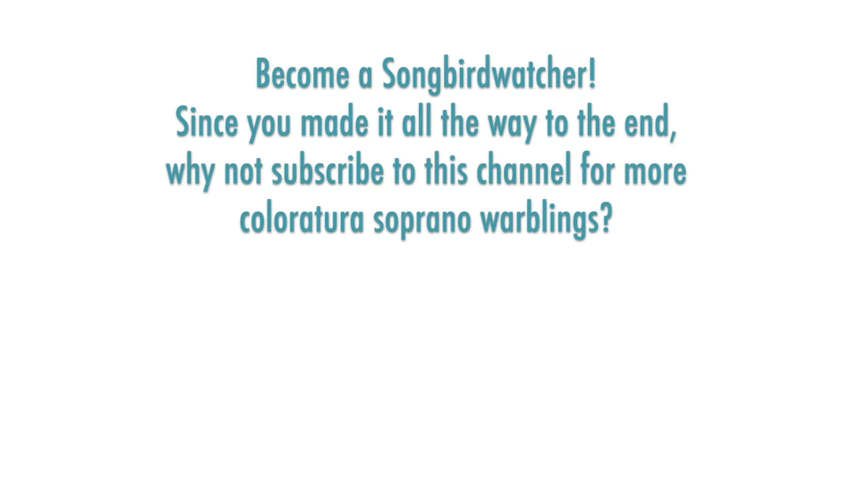 Become a Songbirdwatcher!
Since you made it all the way to the end,
why not subscribe to this channel for more
coloratura soprano warblings?